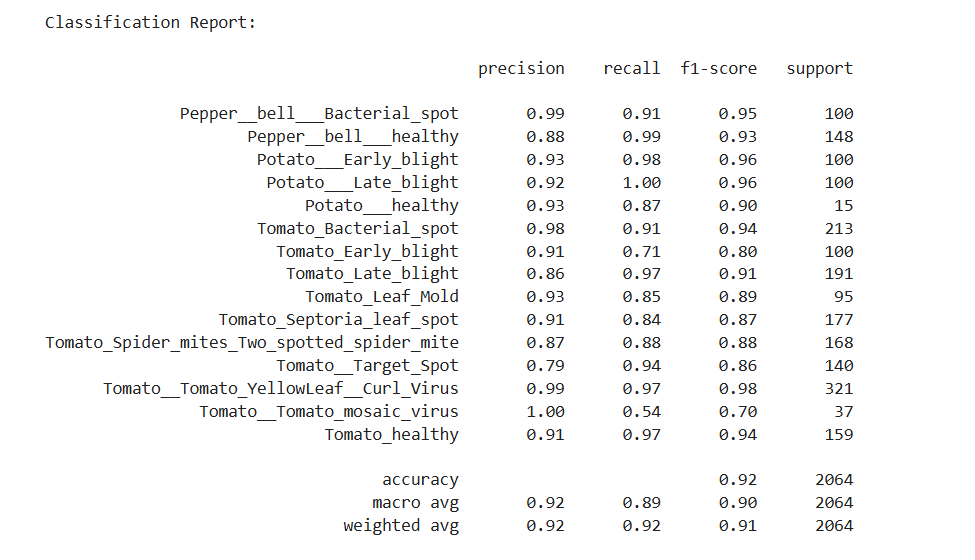 Classification Report:
precision recall f1-score support
Pepper__bell___Bacterial_spot 0.99 0.91 0.95 100
Pepper__bell___healthy 0.88 0.99 0.93 148
Potato___Early_blight 0.93 0.98 0.96 100
Potato___Late_blight 0.92 1.00 0.96 100
Potato___healthy 0.93 0.87 0.90 15
Tomato_Bacterial_spot 0.98 0.91 0.94 213
Tomato_Early_blight 0.91 0.71 0.80 100
Tomato_Late_blight 0.86 0.97 0.91 191
Tomato_Leaf_Mold 0.93 0.85 0.89 95
Tomato_Septoria_leaf_spot 0.91 0.84 0.87 177
Tomato_Spider_mites_Two_spotted_spider_mite 0.87 0.88 0.88 168
Tomato__Target_Spot 0.79 0.94 0.86 140
Tomato__Tomato_YellowLeaf__Curl_Virus 0.99 0.97 0.98 321
Tomato__Tomato_mosaic_virus 1.00 0.54 0.70 37
Tomato_healthy 0.91 0.97 0.94 159
accuracy 0.92 2064
macro avg 0.92 0.89 0.90 2064
weighted avg 0.92 0.92 0.91 2064